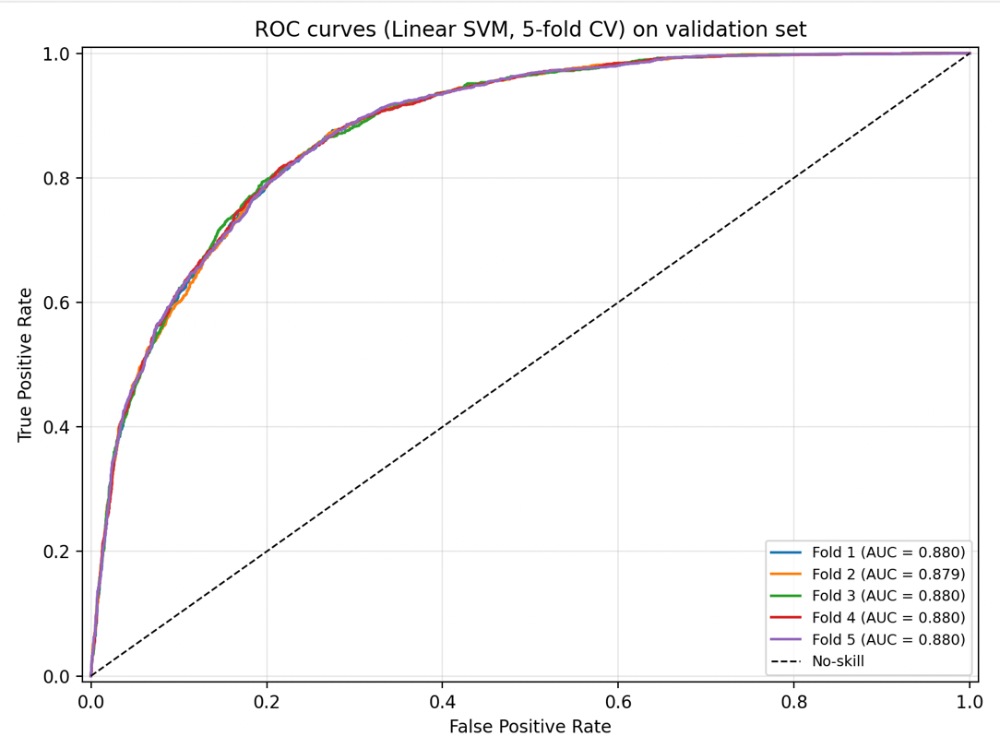 ROC curves (Linear SVM, 5-fold CV) on validation set
1.0
0.8
0.6
0.4
0.2
0.0
True Positive Rate
Fold 1 (AUC = 0.880)
Fold 2 (AUC = 0.879)
Fold 3 (AUC = 0.880)
Fold 4 (AUC = 0.880)
Fold 5 (AUC = 0.880)
No-skill
0.0 0.2 0.4 0.6 0.8 1.0
False Positive Rate